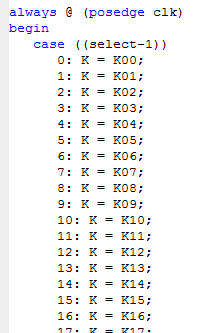 always @ (posedge clk)
begin
case ((select-1))
0: K = K00;
1: K = K01;
2: K = K02;
3: K = K03;
4: K = K04;
5: K = K05;
6: K = K06;
7: K = K07;
8: K = K08;
9: K = K09;
10: K = K10;
11: K = K11;
12: K = K12;
13: K = K13;
14: K = K14;
15: K = K15;
16: K = K16;
17: K = K17;